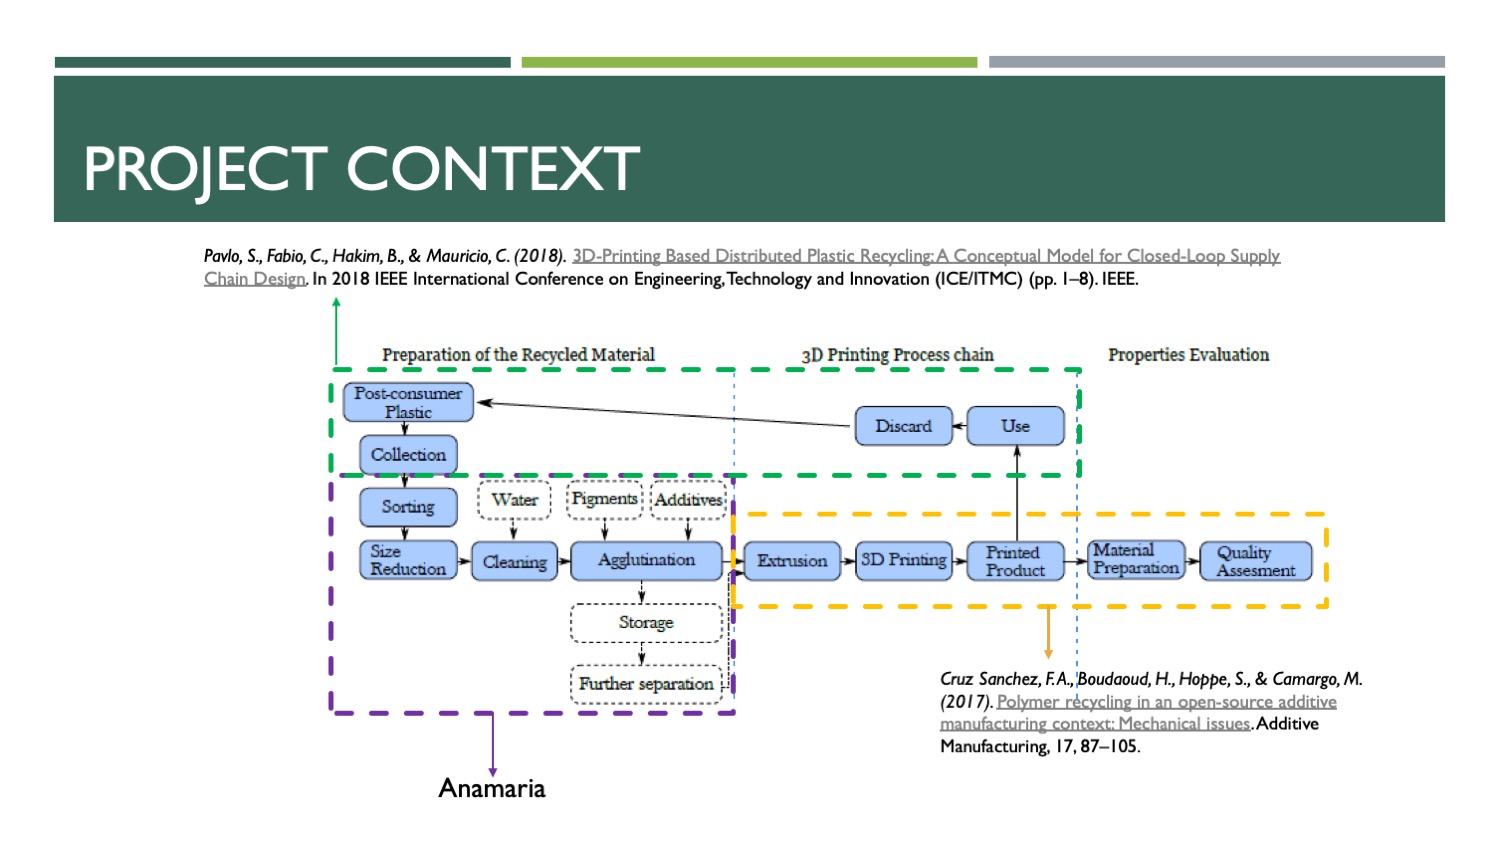 PROJECT CONTEXT
Pavlo, S., Fabio, C., Hakim, B., & Mauricio, C. (2018). 3D-Printing Based Distributed Plastic Recycling: A Conceptual Model for Closed-Loop Supply
Chain Design. In 2018 IEEE International Conference on Engineering, Technology and Innovation (ICE/ITMC) (pp. 1–8). IEEE.
Preparation of the Recycled Material
3D Printing Process chain
Properties Evaluation
Post-consumer
Plastic
Discard
Use
Collection
Sorting
Water
Pigments
Additives
Size
Reduction
Cleaning
Agglutination
Extrusion
3D Printing
Printed
Product
Material
Preparation
Quality
Assesment
Storage
Further separation
Cruz Sanchez, F. A., Boudaoud, H., Hoppe, S., & Camargo, M.
(2017). Polymer recycling in an open-source additive
manufacturing context: Mechanical issues. Additive
Manufacturing, 17, 87–105.
Anamaria